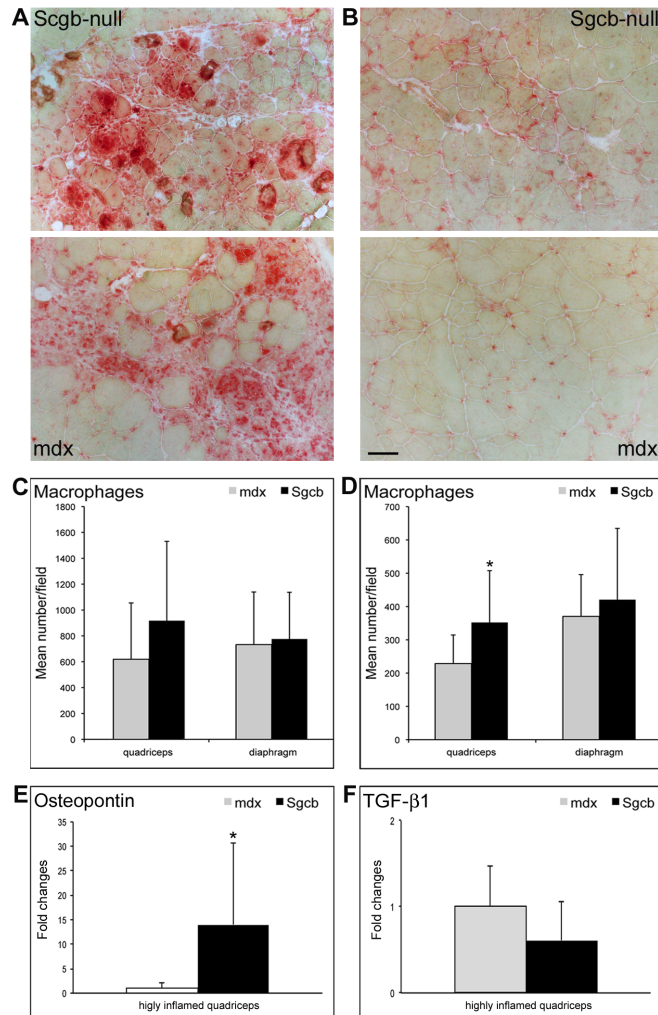 A Scgb-null
B Sgcb-null
mdx
mdx
C Macrophages
mdx Sgcb
Mean number/field
1800
1600
1400
1200
1000
800
600
400
200
0
quadriceps diaphragm
D Macrophages
mdx Sgcb
Mean number/field
700
600
500
400
300
200
100
0
quadriceps diaphragm
*
E Osteopontin
mdx Sgcb
Fold changes
35
30
25
20
15
10
5
0
*
higly inflamed quadriceps
F TGF-β1
mdx Sgcb
Fold changes
2
1
0
highly inflamed quadriceps